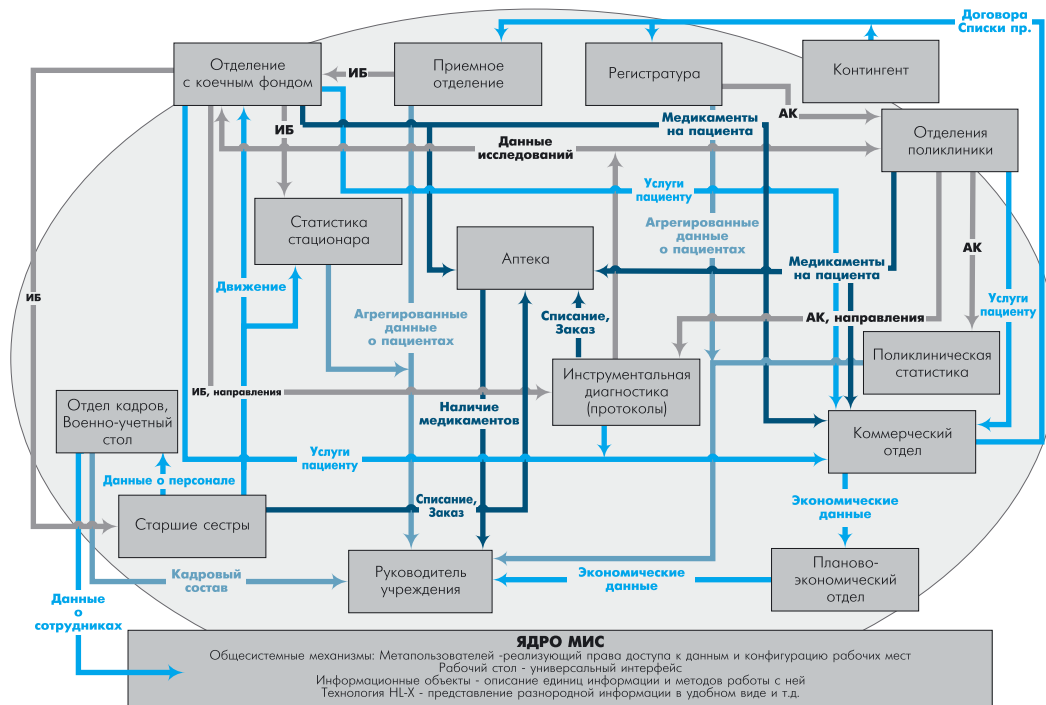 Договора
Списки пр.
Отделение
с коечным фондом
ИБ
Приемное
отделение
Регистратура
Контингент
АК
Медикаменты
на пациента
Отделения
поликлиники
ИБ
Данные
исследований
Услуги
пациенту
Статистика
стационара
Агрегированные
данные
о пациентах
АК
Аптека
Медикаменты
на пациента
ИБ
Движение
Услуги
пациенту
Агрегированные
данные
о пациентах
Списание,
Заказ
АК, направления
Поликлиническая
статистика
ИБ, направления
Инструментальная
диагностика
(протоколы)
Отдел кадров,
Военно-учетный
стол
Наличие
медикаментов
Коммерческий
отдел
Услуги
пациенту
Данные о персонале
Старшие сестры
Списание,
Заказ
Экономические
данные
Кадровый
состав
Руководитель
учреждения
Экономические
данные
Планово-
экономический
отдел
Данные
о
сотрудниках
ЯДРО МИС
Общесистемные механизмы: Метапользователей -реализующий права доступа к данным и конфигурацию рабочих мест
Рабочий стол - универсальный интерфейс
Информационные объекты - описание единиц информации и методов работы с ней
Технология HL-X - представление разнородной информации в удобном виде и т.д.